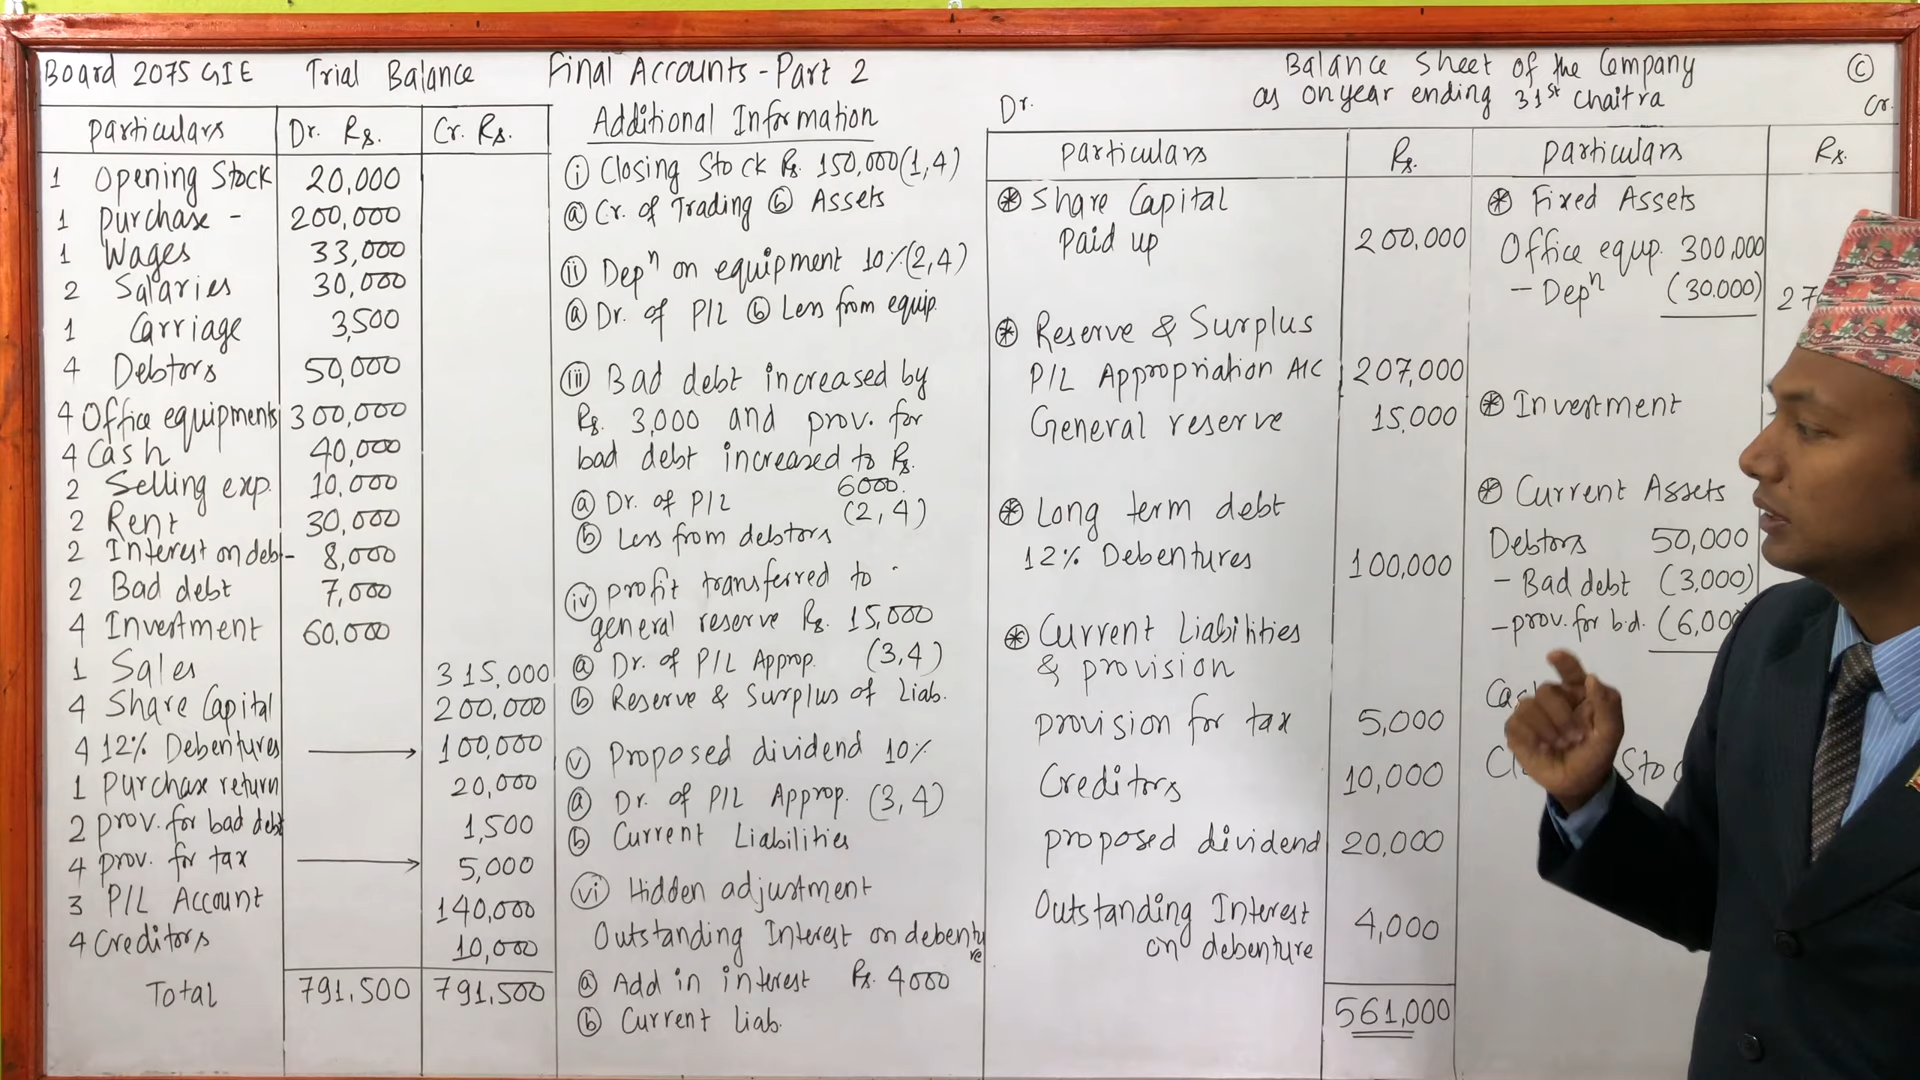 Board 2075 GIE Trial Balance
Particulars Dr. Rs. Cr. Rs.
1 Opening Stock 20,000
1 Purchase - 200,000
1 Wages 33,000
2 Salaries 30,000
1 Carriage 3,500
4 Debtors 50,000
4 Office equipments 300,000
4 Cash 40,000
2 Selling exp. 10,000
2 Rent 30,000
2 Interest on deb- 8,000
2 Bad debt 7,000
4 Investment 60,000
1 Sales 315,000
4 Share Capital 200,000
4 12% Debentures → 100,000
1 Purchase return 20,000
2 Prov. for bad debt 1,500
4 Prov. for tax → 5,000
3 P/L Account 140,000
4 Creditors 10,000
Total 791,500 791,500
Final Accounts - Part 2
Additional Information
(i) Closing Stock Rs. 150,000 (1,4)
(a) Cr. of Trading (b) Assets
(ii) Depn on equipment 10% (2,4)
(a) Dr. of P/L (b) Less from equip.
(iii) Bad debt increased by
Rs. 3,000 and prov. for
bad debt increased to Rs.
6000.
(a) Dr. of P/L (2,4)
(b) Less from debtors
(iv) Profit transferred to
general reserve Rs. 15,000
(a) Dr. of P/L Approp. (3,4)
(b) Reserve & Surplus of Liab.
(v) Proposed dividend 10%
(a) Dr. of P/L Approp. (3,4)
(b) Current Liabilities
(vi) Hidden adjustment
Outstanding Interest on debenture
(a) Add in interest Rs. 4000
(b) Current Liab.
Balance Sheet of the Company
as on year ending 31st Chaitra
©
Dr. Cr.
Particulars Rs. Particulars Rs.
* Share Capital
Paid up 200,000
* Reserve & Surplus
P/L Appropriation A/C 207,000
General reserve 15,000
* Long term debt
12% Debentures 100,000
* Current Liabilities
& provision
Provision for tax 5,000
Creditors 10,000
Proposed dividend 20,000
Outstanding Interest
on debenture 4,000
561,000
* Fixed Assets
Office equp. 300,000
- Depn (30.000)
* Investment
* Current Assets
Debtors 50,000
- Bad debt (3,000)
- prov. for b.d. (6,000